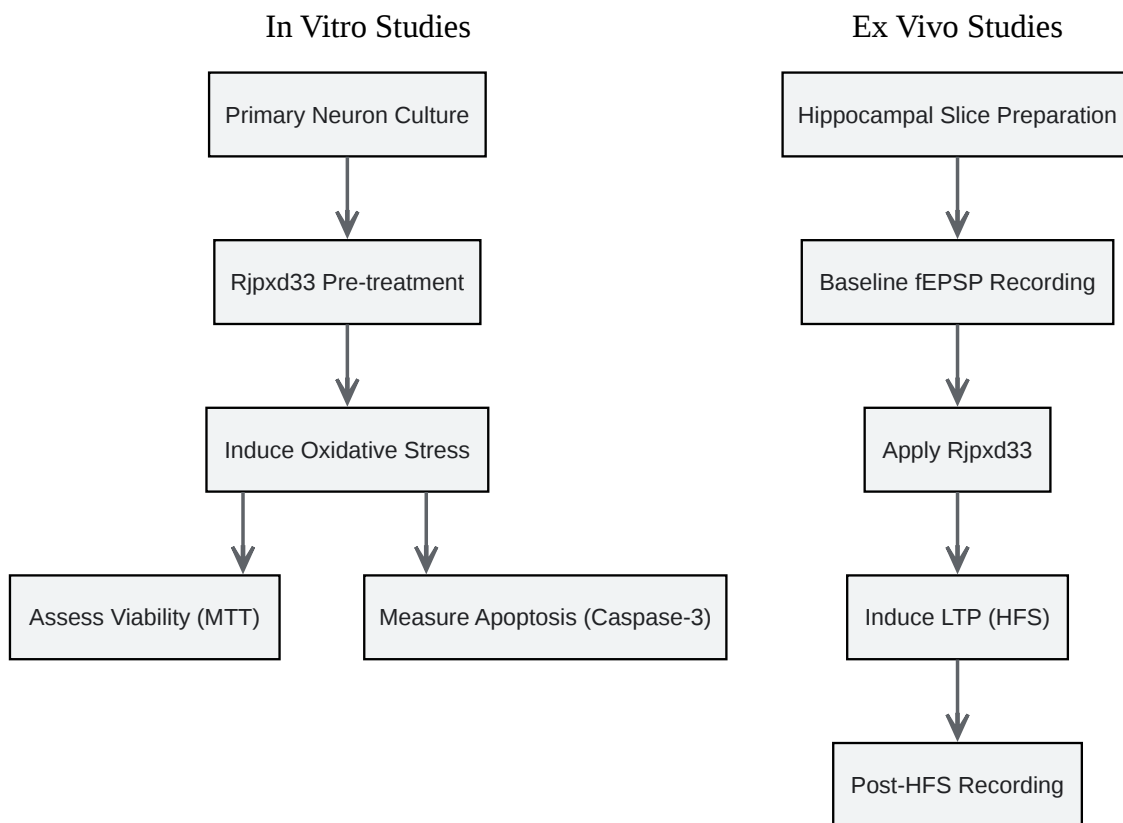 In Vitro Studies
Primary Neuron Culture
Rjpxd33 Pre-treatment
Induce Oxidative Stress
Assess Viability (MTT)
Measure Apoptosis (Caspase-3)
Ex Vivo Studies
Hippocampal Slice Preparation
Baseline fEPSP Recording
Apply Rjpxd33
Induce LTP (HFS)
Post-HFS Recording